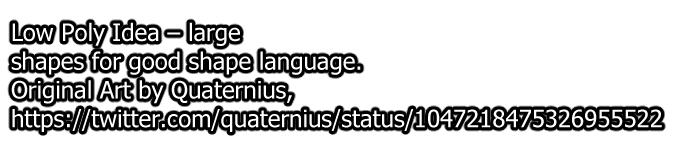 Low Poly Idea – large
shapes for good shape language.
Original Art by Quaternius,
https://twitter.com/quaternius/status/1047218475326955522